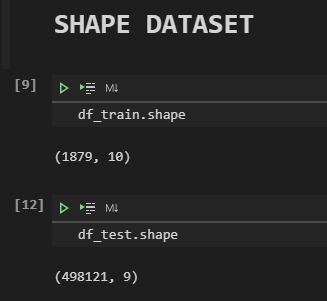 SHAPE DATASET
[9]
M↓
df_train.shape
(1879, 10)
[12]
M↓
df_test.shape
(498121, 9)